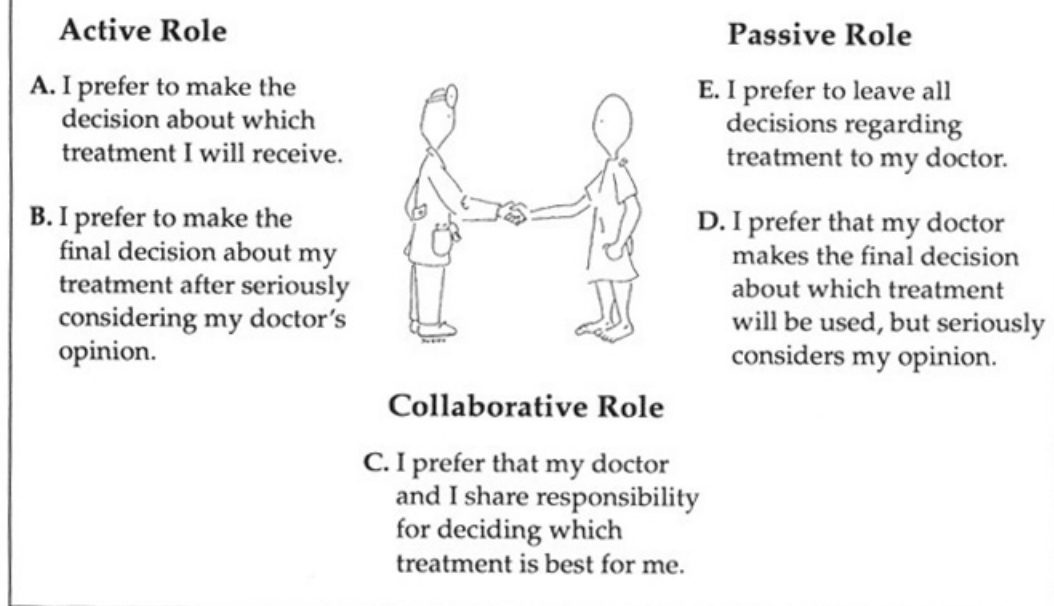 Active Role
A. I prefer to make the
decision about which
treatment I will receive.
B. I prefer to make the
final decision about my
treatment after seriously
considering my doctor's
opinion.
Passive Role
E. I prefer to leave all
decisions regarding
treatment to my doctor.
D. I prefer that my doctor
makes the final decision
about which treatment
will be used, but seriously
considers my opinion.
Collaborative Role
C. I prefer that my doctor
and I share responsibility
for deciding which
treatment is best for me.